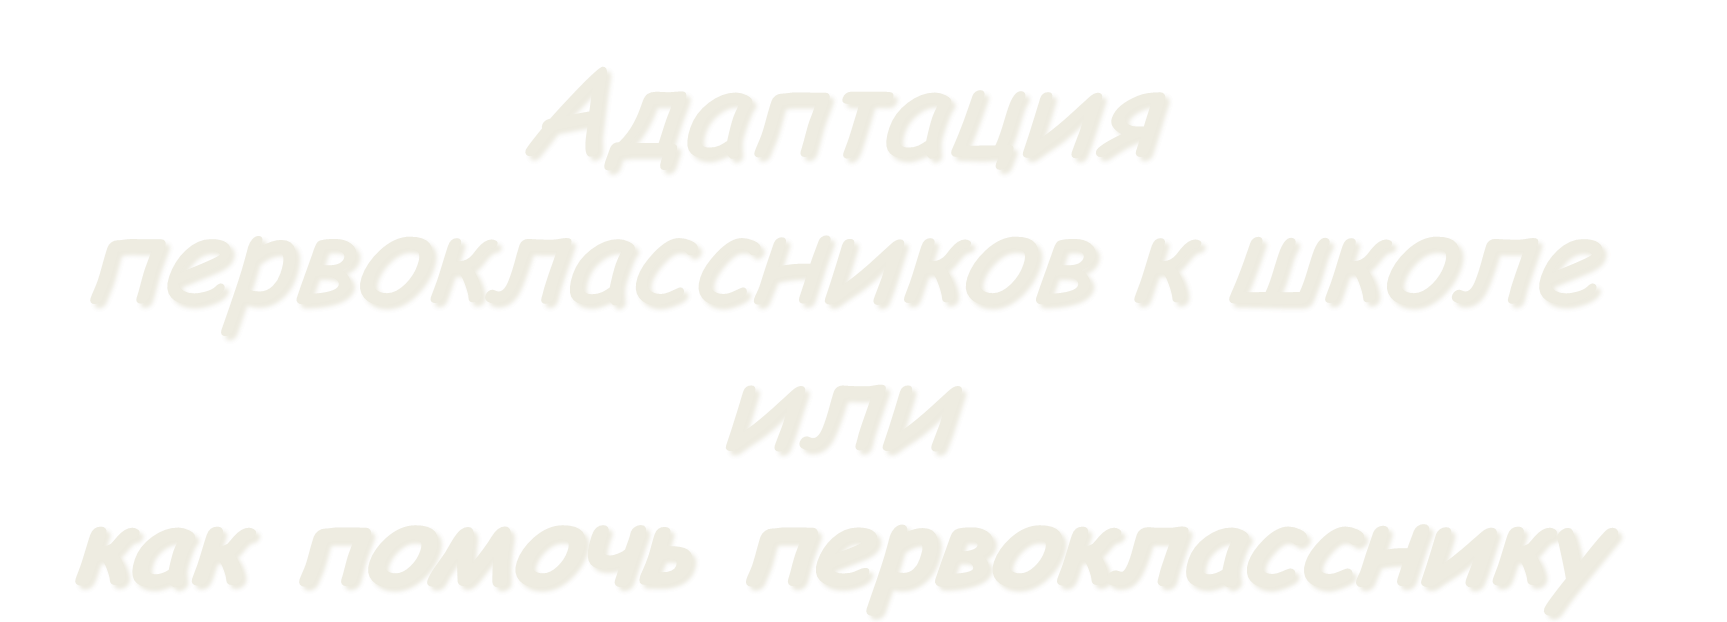 Адаптация
первоклассников к школе
или
как помочь первокласснику